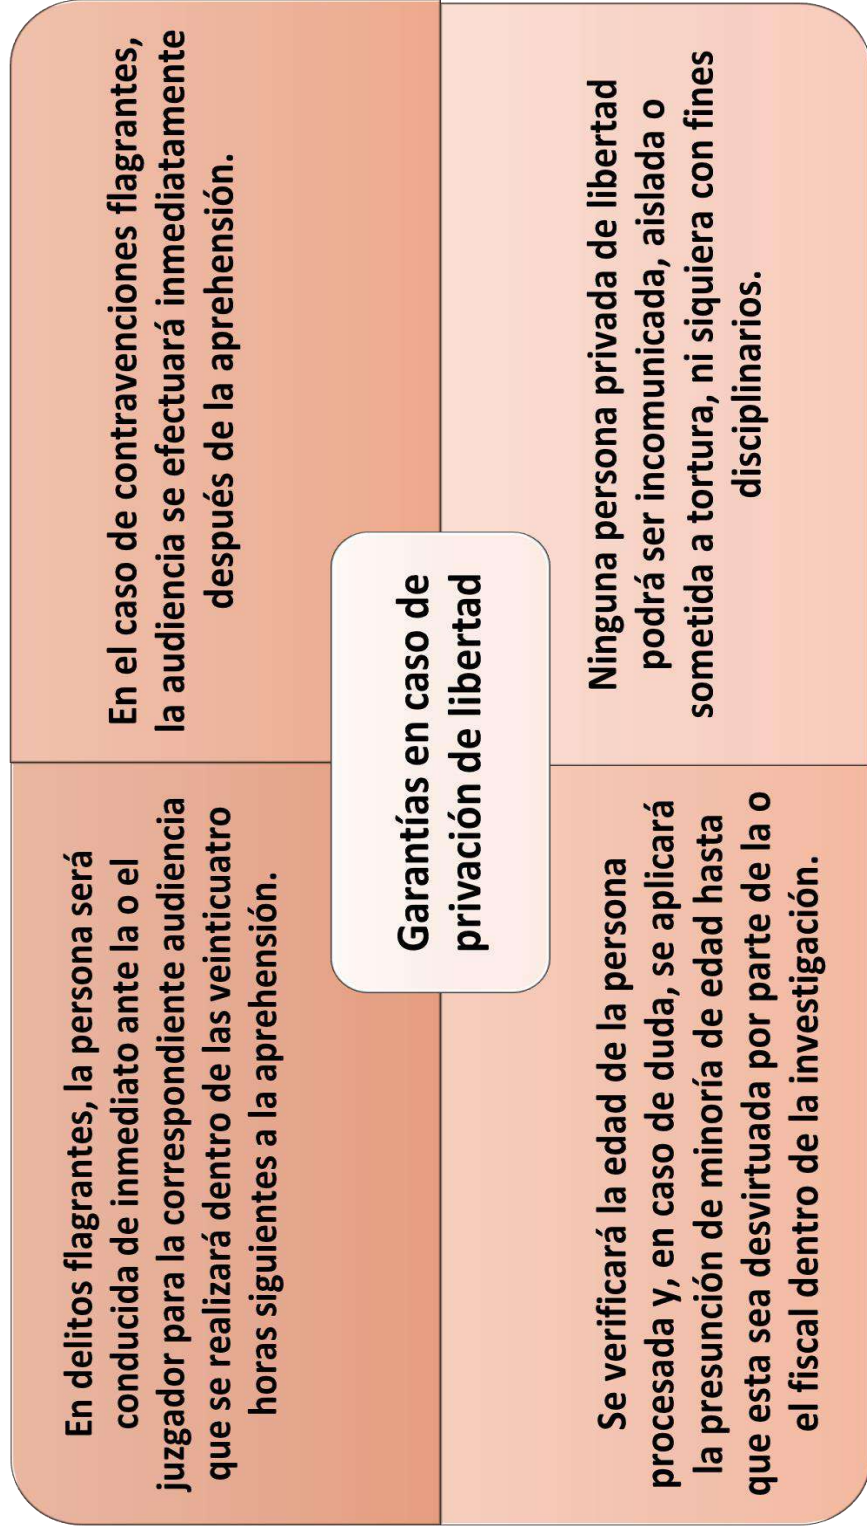 En delitos flagrantes, la persona será
conducida de inmediato ante la o el
juzgador para la correspondiente audiencia
que se realizará dentro de las veinticuatro
horas siguientes a la aprehensión.
En el caso de contravenciones flagrantes,
la audiencia se efectuará inmediatamente
después de la aprehensión.
Garantías en caso de
privación de libertad
Se verificará la edad de la persona
procesada y, en caso de duda, se aplicará
la presunción de minoría de edad hasta
que esta sea desvirtuada por parte de la o
el fiscal dentro de la investigación.
Ninguna persona privada de libertad
podrá ser incomunicada, aislada o
sometida a tortura, ni siquiera con fines
disciplinarios.